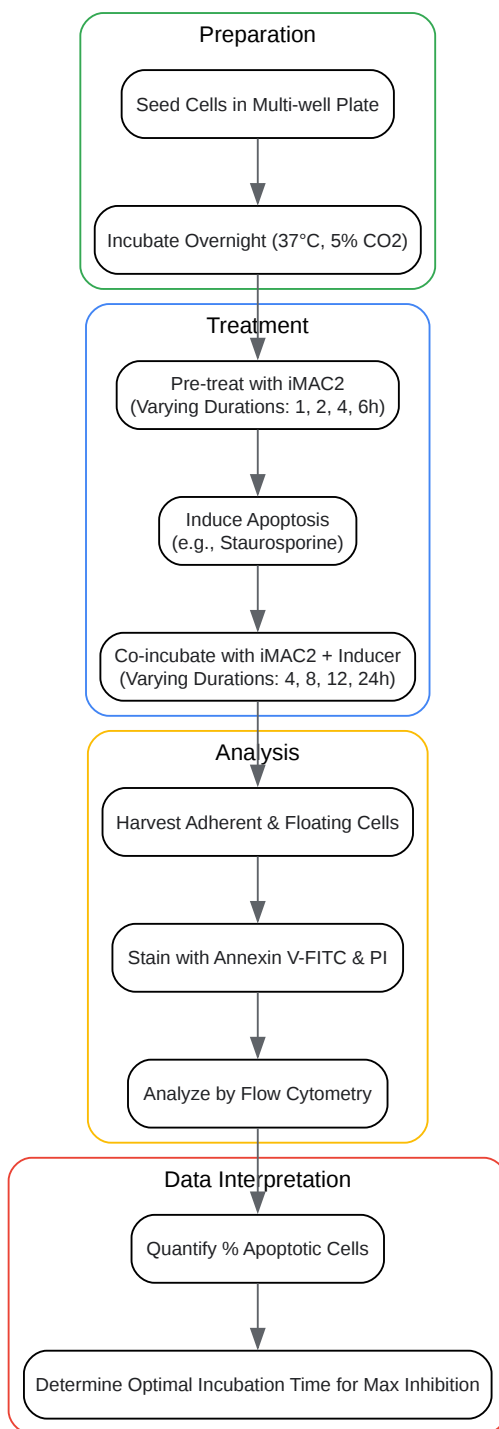 Preparation
Seed Cells in Multi-well Plate
Incubate Overnight (37°C, 5% CO2)
Treatment
Pre-treat with iMAC2
(Varying Durations: 1, 2, 4, 6h)
Induce Apoptosis
(e.g., Staurosporine)
Co-incubate with iMAC2 + Inducer
(Varying Durations: 4, 8, 12, 24h)
Analysis
Harvest Adherent & Floating Cells
Stain with Annexin V-FITC & PI
Analyze by Flow Cytometry
Data Interpretation
Quantify % Apoptotic Cells
Determine Optimal Incubation Time for Max Inhibition